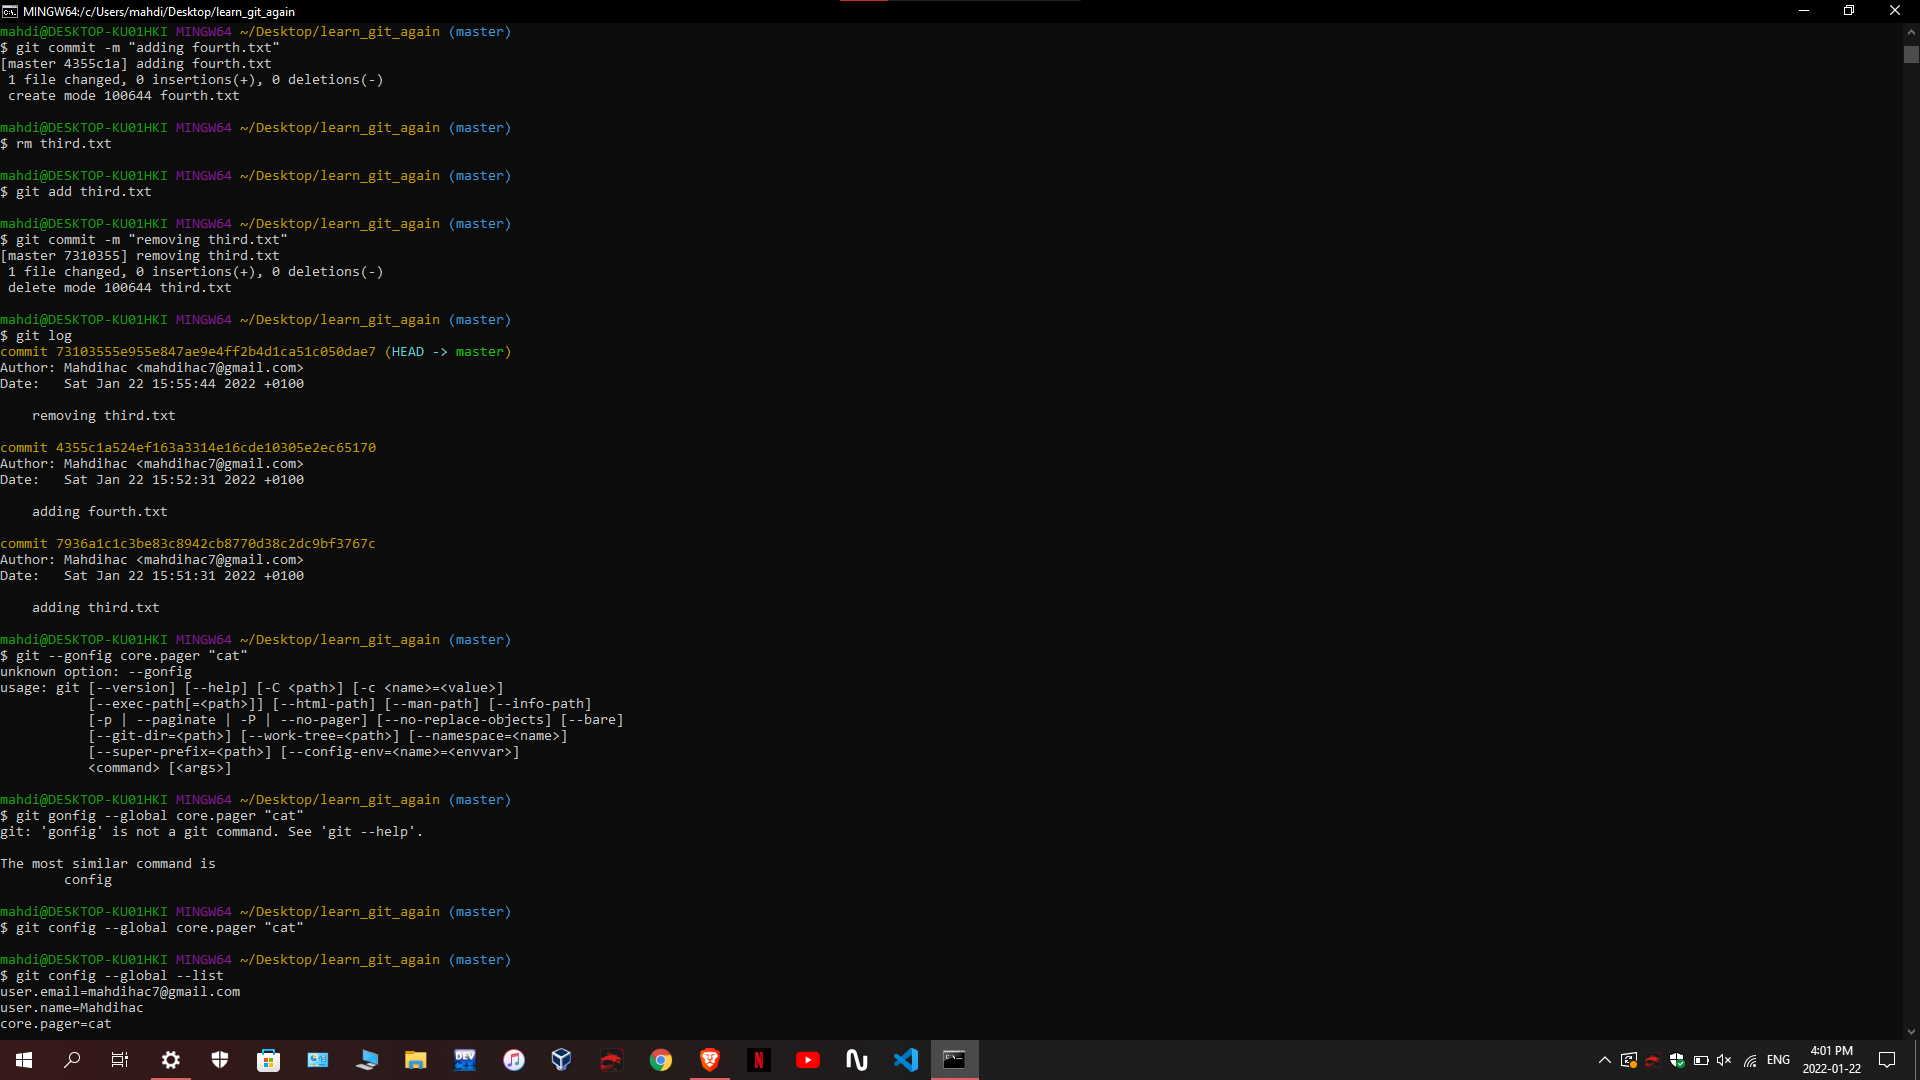 MINGW64:/c/Users/mahdi/Desktop/learn_git_again
mahdi@DESKTOP-KU01HKI MINGW64 ~/Desktop/learn_git_again (master)
$ git commit -m "adding fourth.txt"
[master 4355c1a] adding fourth.txt
 1 file changed, 0 insertions(+), 0 deletions(-)
 create mode 100644 fourth.txt

mahdi@DESKTOP-KU01HKI MINGW64 ~/Desktop/learn_git_again (master)
$ rm third.txt

mahdi@DESKTOP-KU01HKI MINGW64 ~/Desktop/learn_git_again (master)
$ git add third.txt

mahdi@DESKTOP-KU01HKI MINGW64 ~/Desktop/learn_git_again (master)
$ git commit -m "removing third.txt"
[master 7310355] removing third.txt
 1 file changed, 0 insertions(+), 0 deletions(-)
 delete mode 100644 third.txt

mahdi@DESKTOP-KU01HKI MINGW64 ~/Desktop/learn_git_again (master)
$ git log
commit 73103555e955e847ae9e4ff2b4d1ca51c050dae7 (HEAD -> master)
Author: Mahdihac <mahdihac7@gmail.com>
Date:   Sat Jan 22 15:55:44 2022 +0100

    removing third.txt

commit 4355c1a524ef163a3314e16cde10305e2ec65170
Author: Mahdihac <mahdihac7@gmail.com>
Date:   Sat Jan 22 15:52:31 2022 +0100

    adding fourth.txt

commit 7936a1c1c3be83c8942cb8770d38c2dc9bf3767c
Author: Mahdihac <mahdihac7@gmail.com>
Date:   Sat Jan 22 15:51:31 2022 +0100

    adding third.txt

mahdi@DESKTOP-KU01HKI MINGW64 ~/Desktop/learn_git_again (master)
$ git --gonfig core.pager "cat"
unknown option: --gonfig
usage: git [--version] [--help] [-C <path>] [-c <name>=<value>]
           [--exec-path[=<path>]] [--html-path] [--man-path] [--info-path]
           [-p | --paginate | -P | --no-pager] [--no-replace-objects] [--bare]
           [--git-dir=<path>] [--work-tree=<path>] [--namespace=<name>]
           [--super-prefix=<path>] [--config-env=<name>=<envvar>]
           <command> [<args>]

mahdi@DESKTOP-KU01HKI MINGW64 ~/Desktop/learn_git_again (master)
$ git gonfig --global core.pager "cat"
git: 'gonfig' is not a git command. See 'git --help'.

The most similar command is
        config

mahdi@DESKTOP-KU01HKI MINGW64 ~/Desktop/learn_git_again (master)
$ git config --global core.pager "cat"

mahdi@DESKTOP-KU01HKI MINGW64 ~/Desktop/learn_git_again (master)
$ git config --global --list
user.email=mahdihac7@gmail.com
user.name=Mahdihac
core.pager=cat
DEV
N
ENG
4:01 PM
2022-01-22